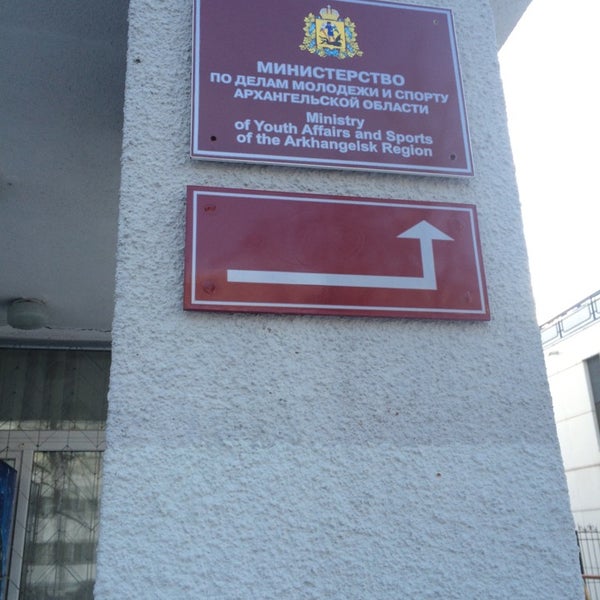 МИНИСТЕРСТВО
ПО ДЕЛАМ МОЛОДЕЖИ И СПОРТУ
АРХАНГЕЛЬСКОЙ ОБЛАСТИ
Ministry
of Youth Affairs and Sports
of the Arkhangelsk Region